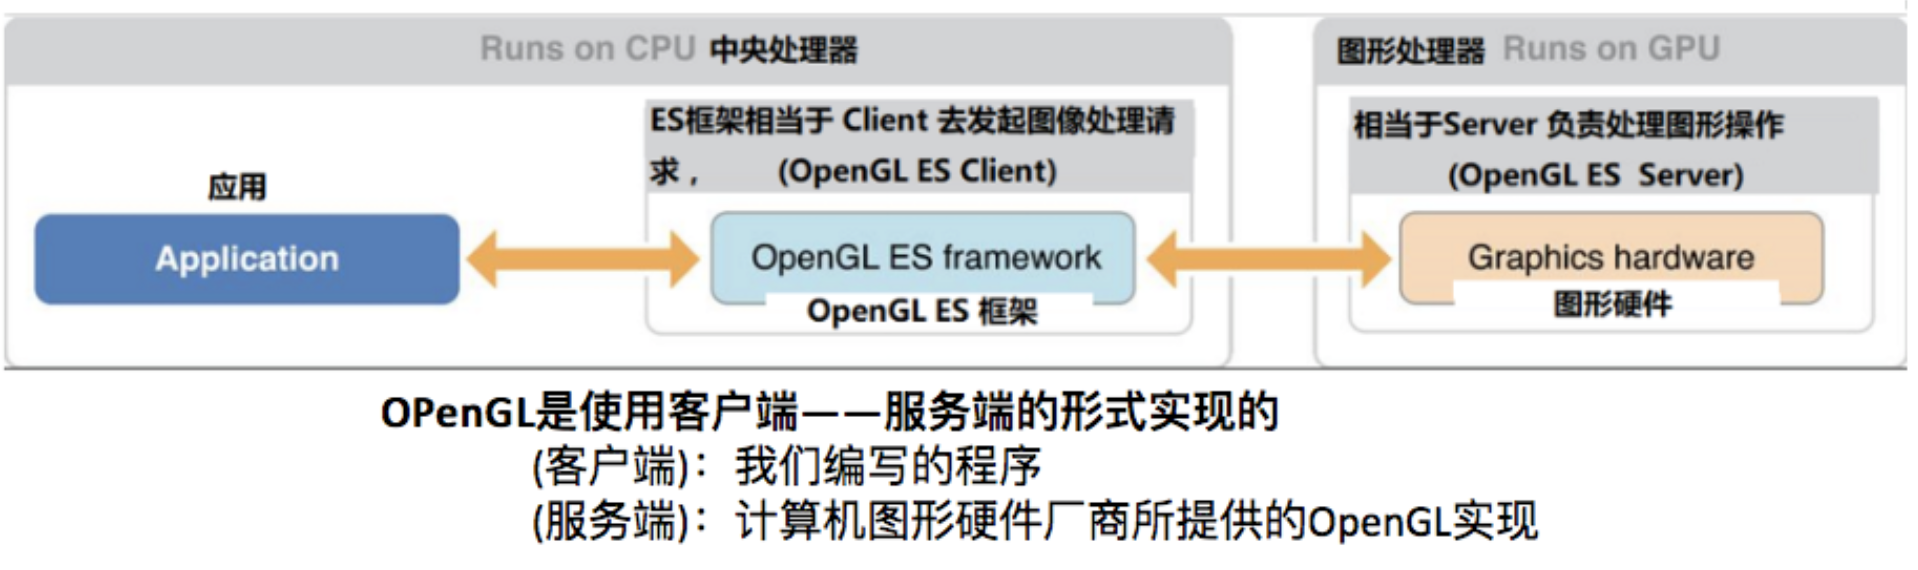 Runs on CPU 中央处理器
图形处理器 Runs on GPU
ES框架相当于 Client 去发起图像处理请
求， (OpenGL ES Client)
相当于Server 负责处理图形操作
(OpenGL ES Server)
应用
Application
OpenGL ES framework
OpenGL ES 框架
Graphics hardware
图形硬件
OPenGL是使用客户端——服务端的形式实现的
(客户端)：我们编写的程序
(服务端)：计算机图形硬件厂商所提供的OpenGL实现